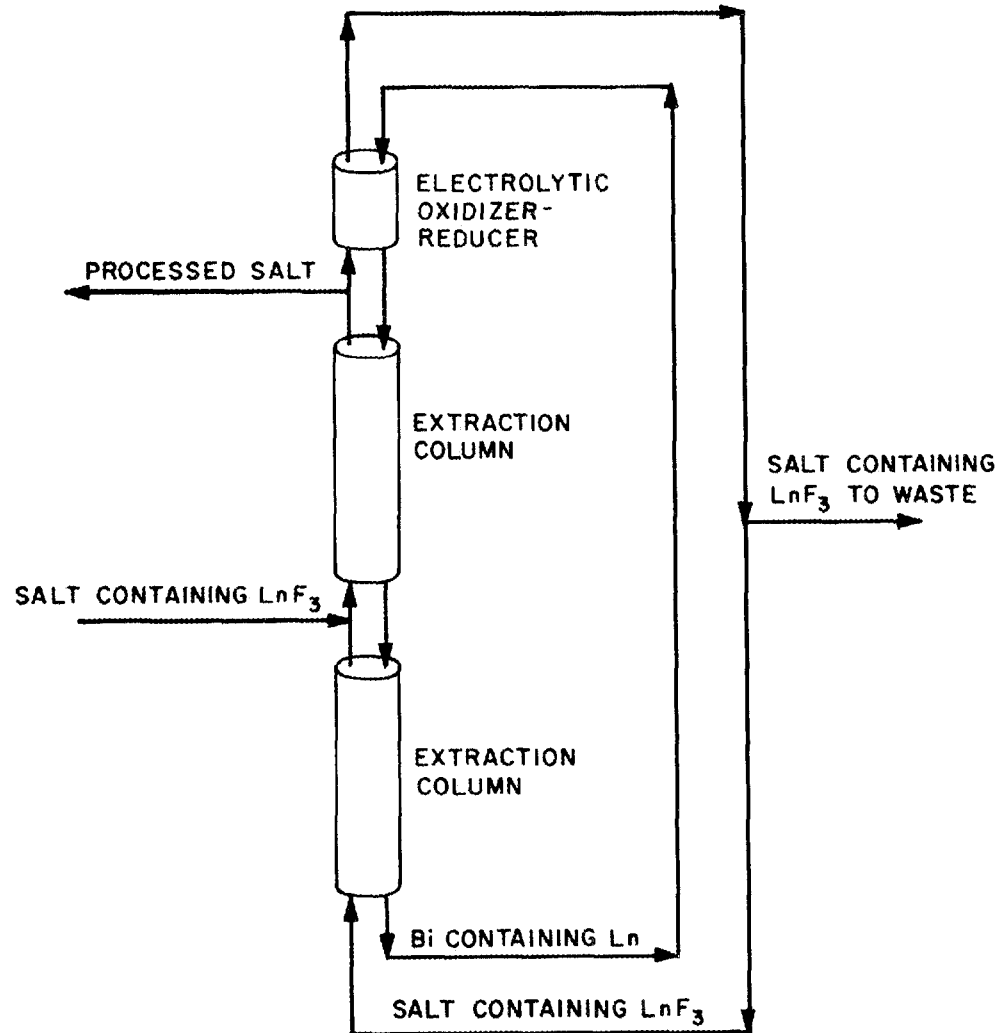 ELECTROLYTIC
OXIDIZER-
REDUCER
PROCESSED SALT
EXTRACTION
COLUMN
SALT CONTAINING
LnF₃ TO WASTE
SALT CONTAINING LnF₃
EXTRACTION
COLUMN
Bi CONTAINING Ln
SALT CONTAINING LnF₃